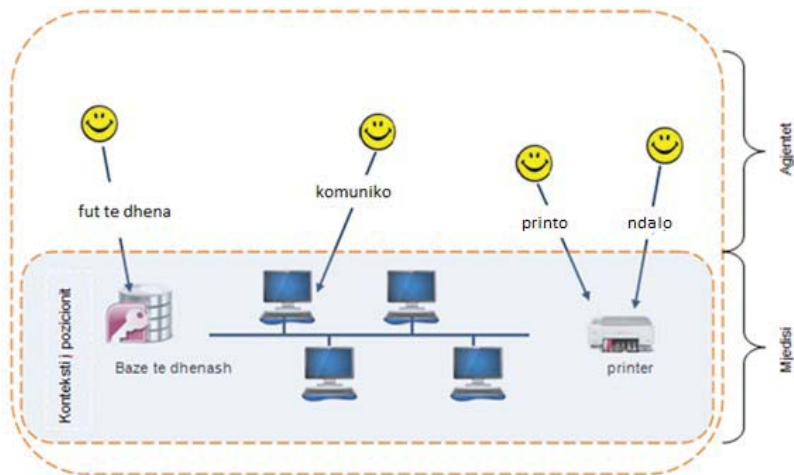 fut te dhena
komuniko
printo
ndalo
Agjentet
Konteksti i pozicionit
Baze te dhenash
printer
Mjedisi